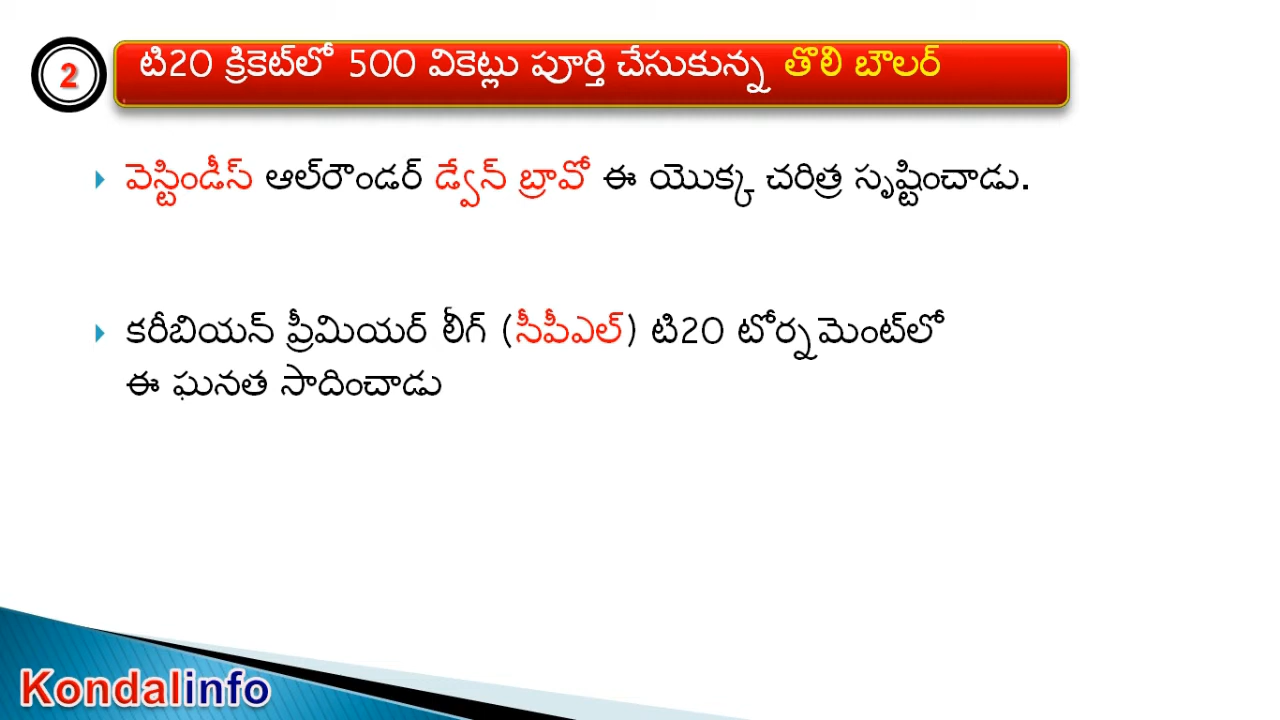 2
టి20 క్రికెట్‌లో 500 వికెట్లు పూర్తి చేసుకున్న తొలి బౌలర్
వెస్టిండీస్ ఆల్‌రౌండర్ డ్వేన్ బ్రావో ఈ యొక్క చరిత్ర సృష్టించాడు.
కరీబియన్ ప్రీమియర్ లీగ్ (సీపీఎల్) టి20 టోర్నమెంట్‌లో
ఈ ఘనత సాదించాడు
Kondalinfo